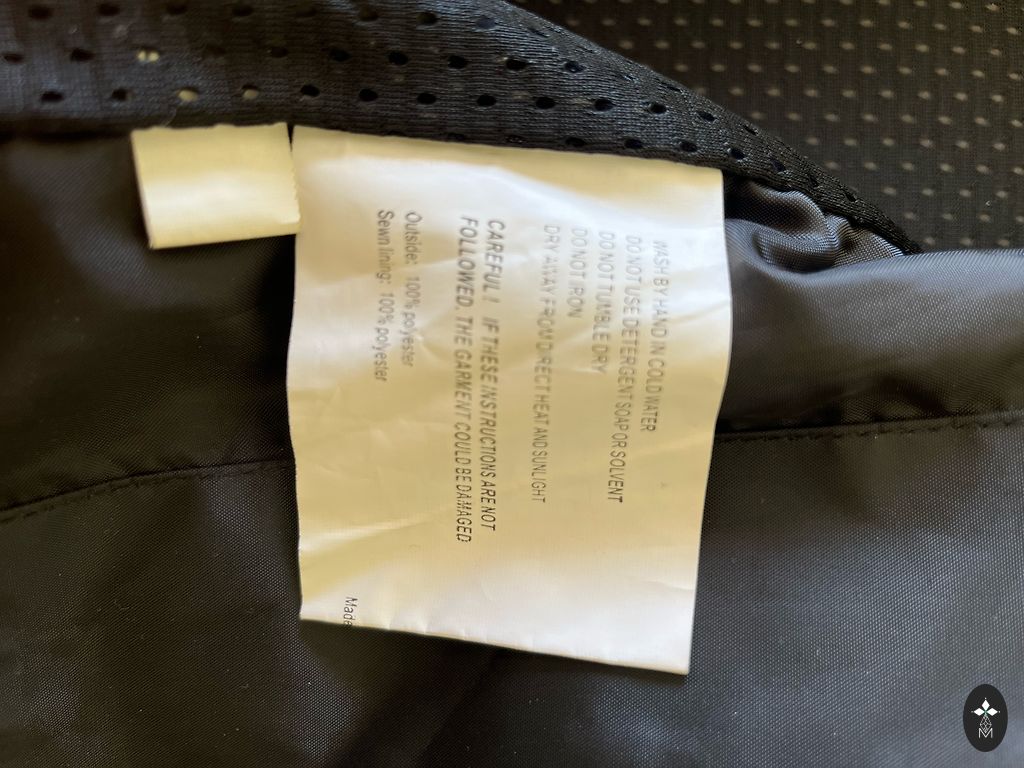 WASH BY HAND IN COLD WATER
DO NOT USE DETERGENT SOAP OR SOLVENT
DO NOT TUMBLE DRY
DO NOT IRON
DRY AWAY FROM DIRECT HEAT AND SUNLIGHT
CAREFUL! IF THESE INSTRUCTIONS ARE NOT
FOLLOWED, THE GARMENT COULD BE DAMAGED
Outside: 100% polyester
Sewn lining: 100% polyester
Made
M